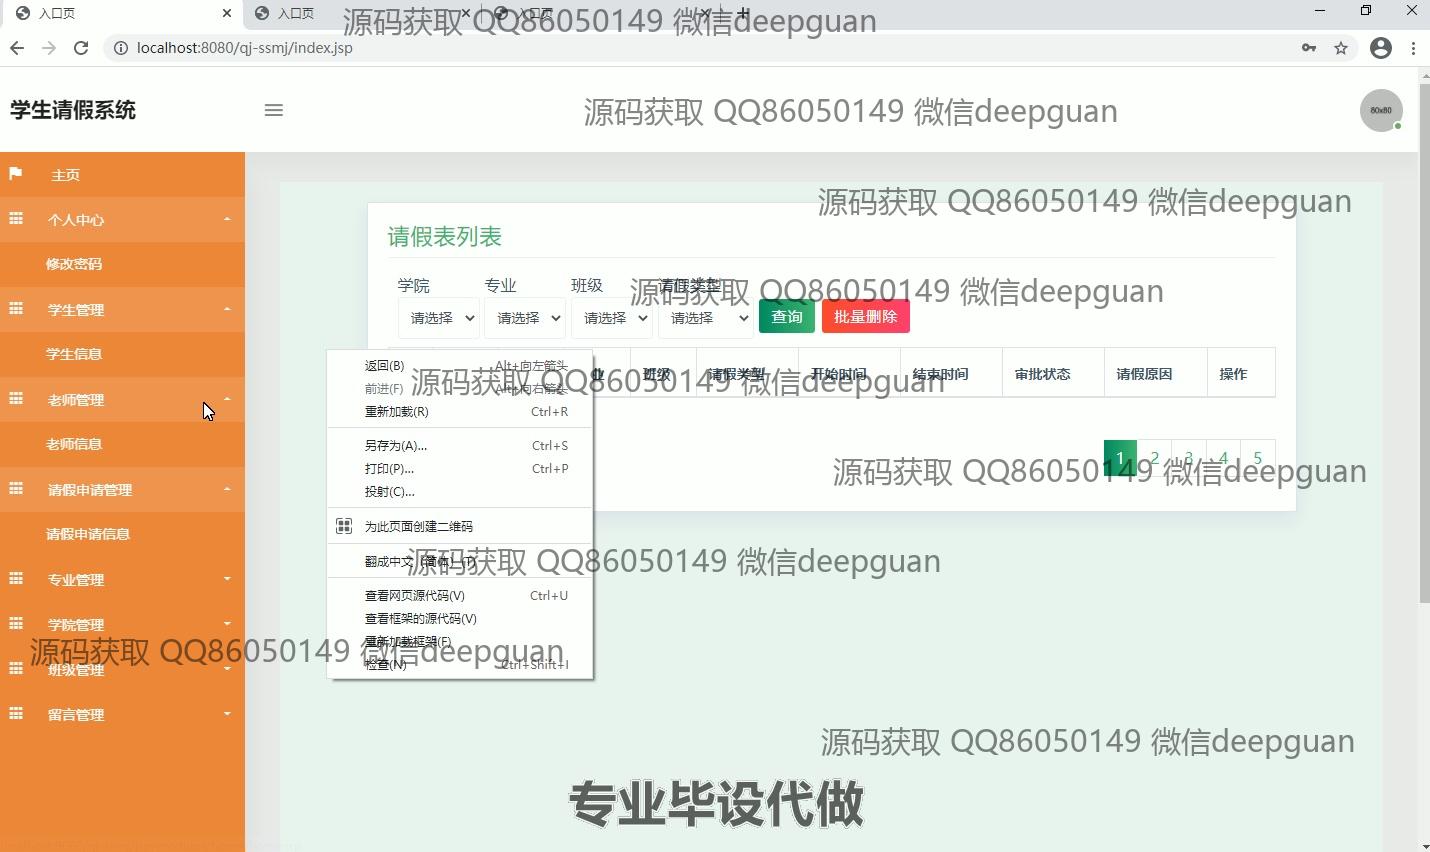 入口页
入口页
入口页
源码获取 QQ86050149 微信deepguan
localhost:8080/qj-ssmj/index.jsp
学生请假系统
源码获取 QQ86050149 微信deepguan
80x80
主页
个人中心
修改密码
学生管理
学生信息
老师管理
老师信息
请假申请管理
请假申请信息
专业管理
学院管理
班级管理
留言管理
源码获取 QQ86050149 微信deepguan
请假表列表
学院 专业 班级 请假类型
源码获取 QQ86050149 微信deepguan
请选择 请选择 请选择 请选择 查询 批量删除
业 班级 请假类型 开始时间 结束时间 审批状态 请假原因 操作
源码获取 QQ86050149 微信deepguan
1 2 3 4 5
源码获取 QQ86050149 微信deepguan
返回(B) Alt+向左箭头
前进(F) Alt+向右箭头
重新加载(R) Ctrl+R
另存为(A)... Ctrl+S
打印(P)... Ctrl+P
投射(C)...
为此页面创建二维码
翻成中文（简体）(T)
源码获取 QQ86050149 微信deepguan
查看网页源代码(V) Ctrl+U
查看框架的源代码(V)
重新加载框架(F)
检查(N) Ctrl+Shift+I
源码获取 QQ86050149 微信deepguan
源码获取 QQ86050149 微信deepguan
专业毕设代做